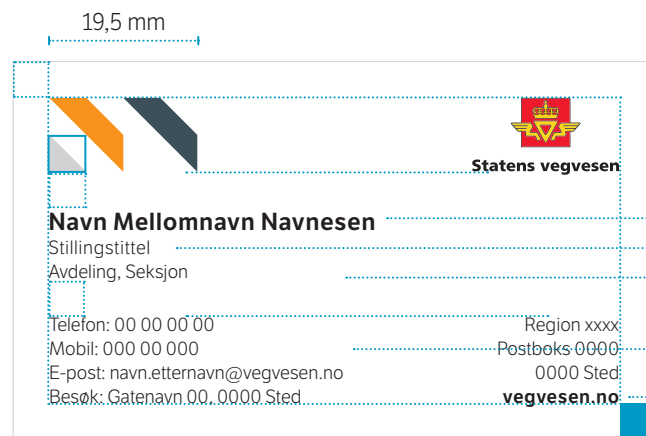 19,5 mm
Statens vegvesen
Navn Mellomnavn Navnesen
Stillingstittel
Avdeling, Seksjon
Telefon: 00 00 00 00
Mobil: 000 00 000
E-post: navn.etternavn@vegvesen.no
Besøk: Gatenavn 00, 0000 Sted
Region xxxx
Postboks 0000
0000 Sted
vegvesen.no